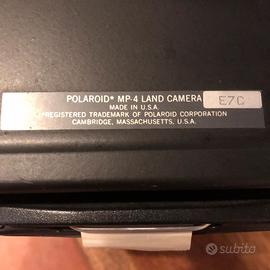 POLAROID® MP-4 LAND CAMERA E7C
MADE IN U.S.A.
®REGISTERED TRADEMARK OF POLAROID CORPORATION
CAMBRIDGE, MASSACHUSETTS, U.S.A.
subito